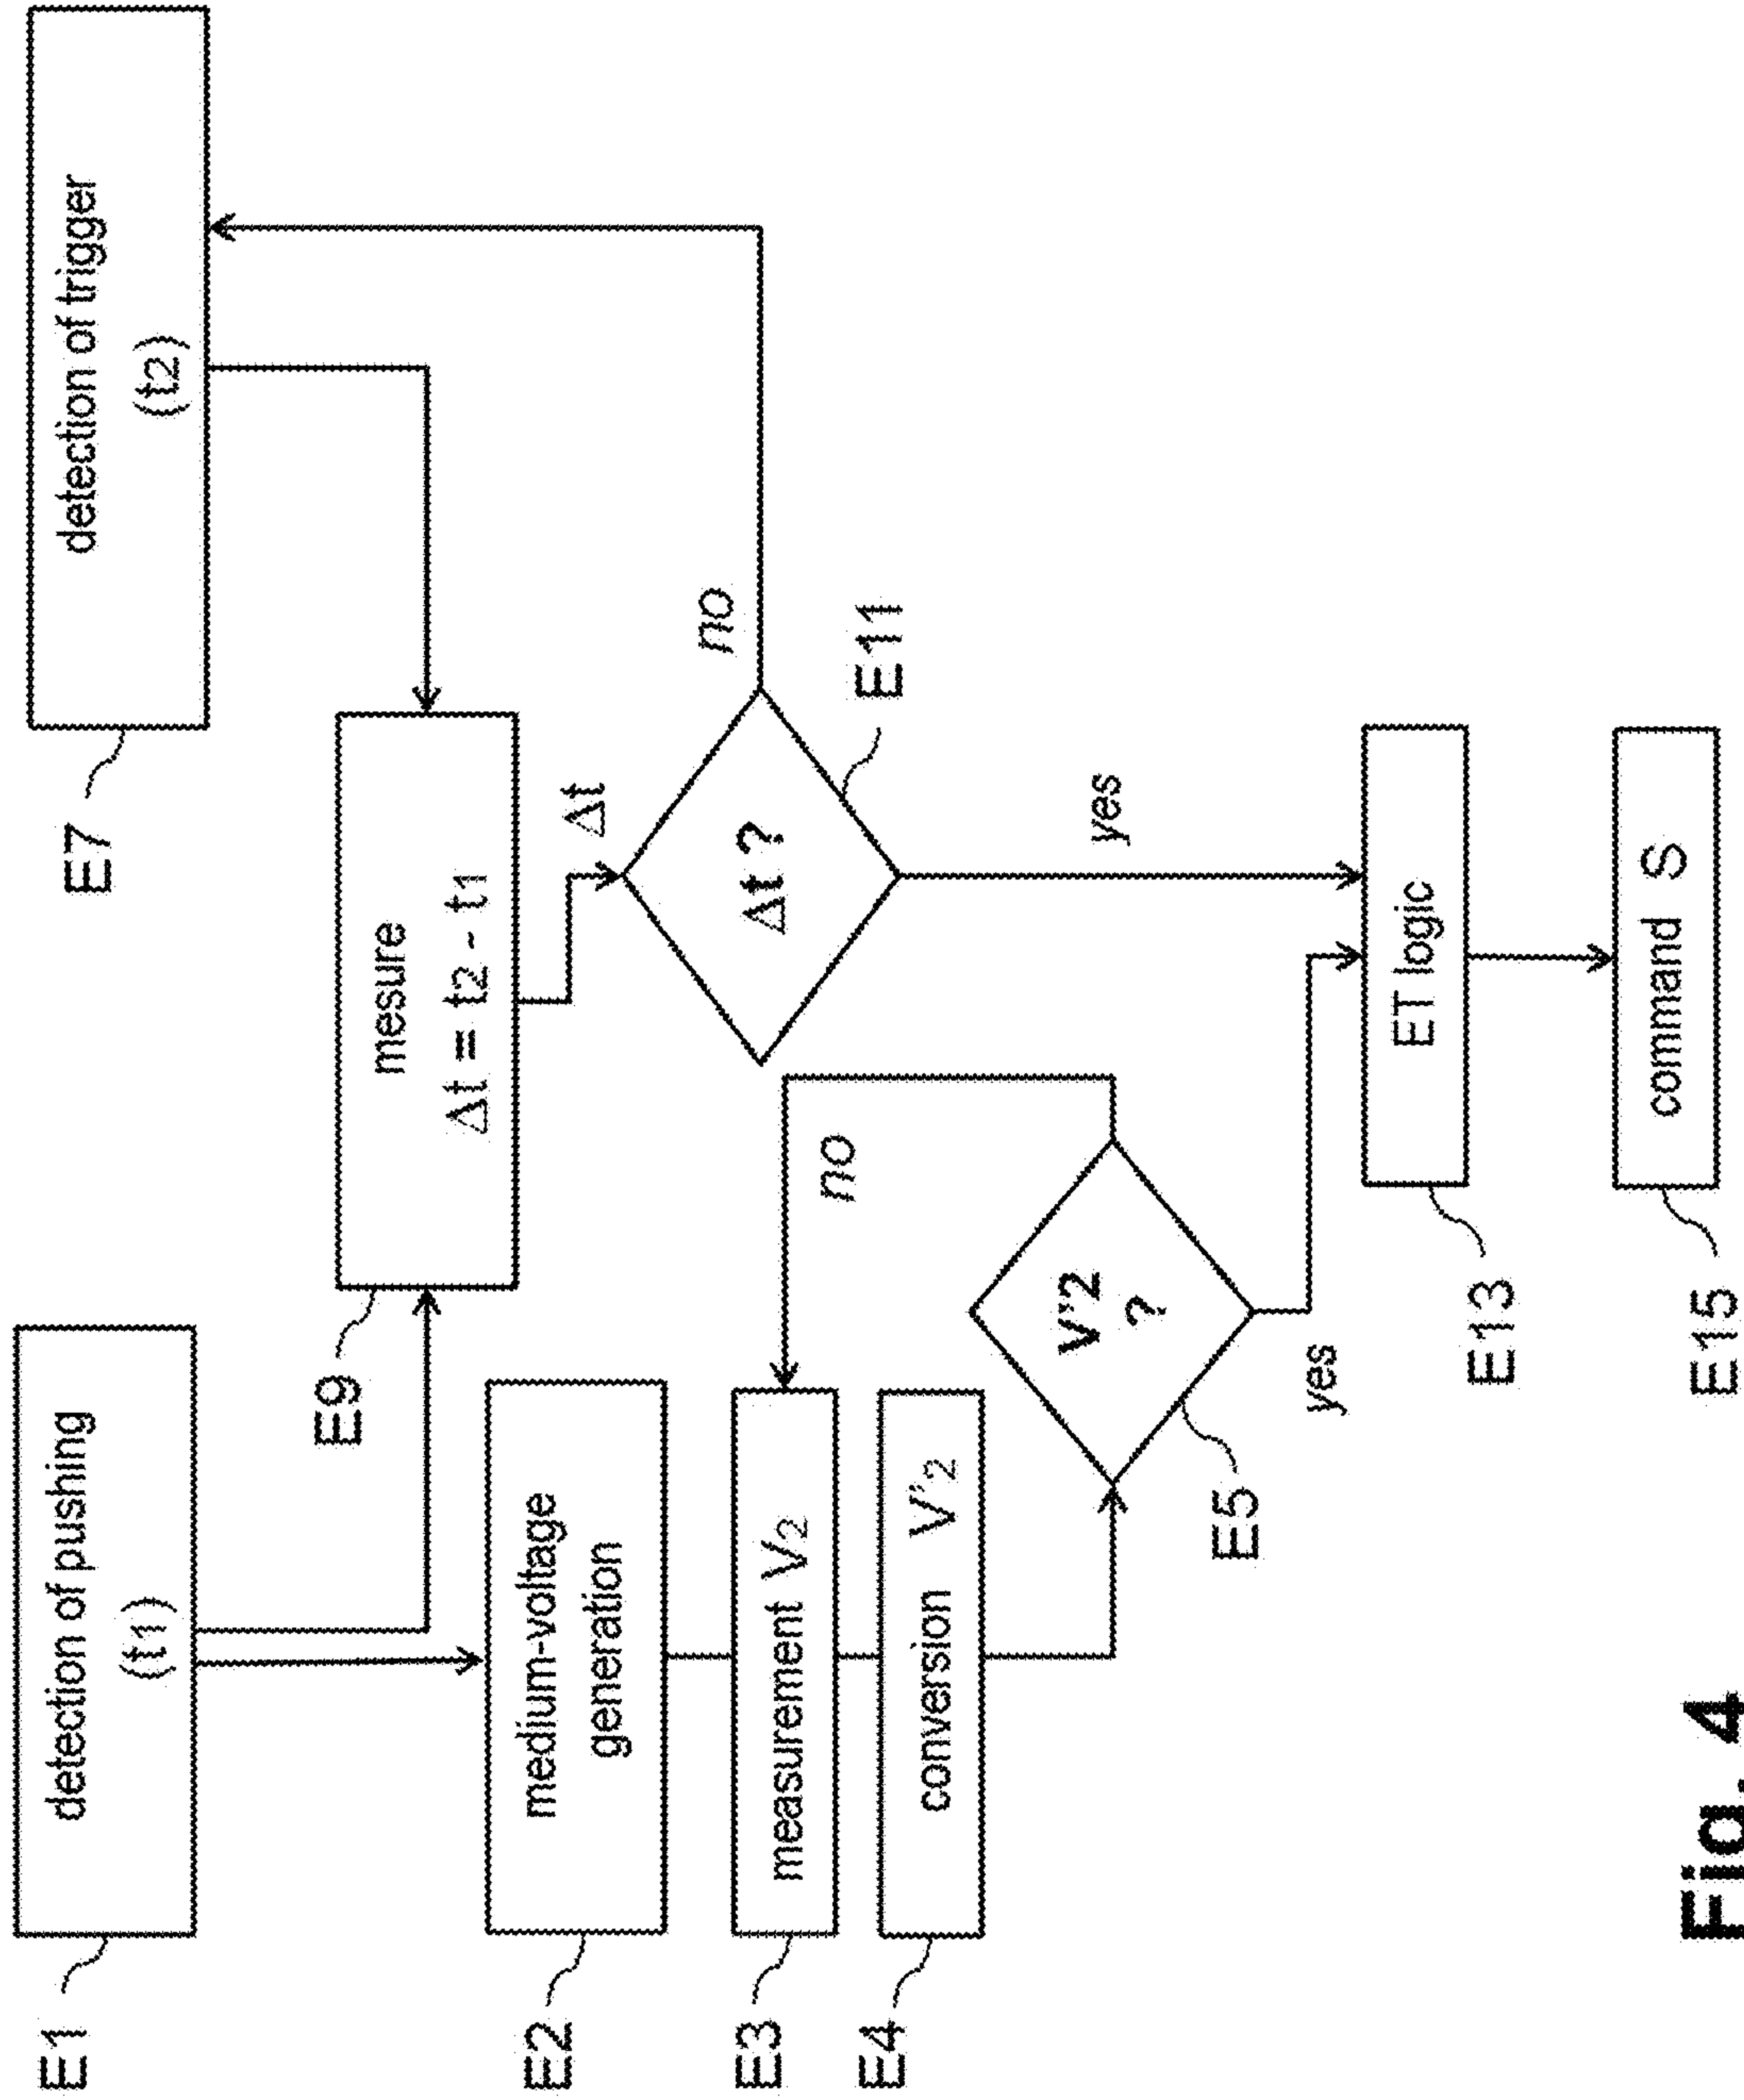 E1
detection of pushing
(t1)
E7
detection of trigger
(t2)
E9
mesure
Δt = t2 - t1
E2
medium-voltage
generation
Δt
E3
measurement V2
no
Δt ?
no
E11
E4
conversion V'2
V'2
?
E5
yes
yes
E13
ET logic
E15
command S
Fig. 4